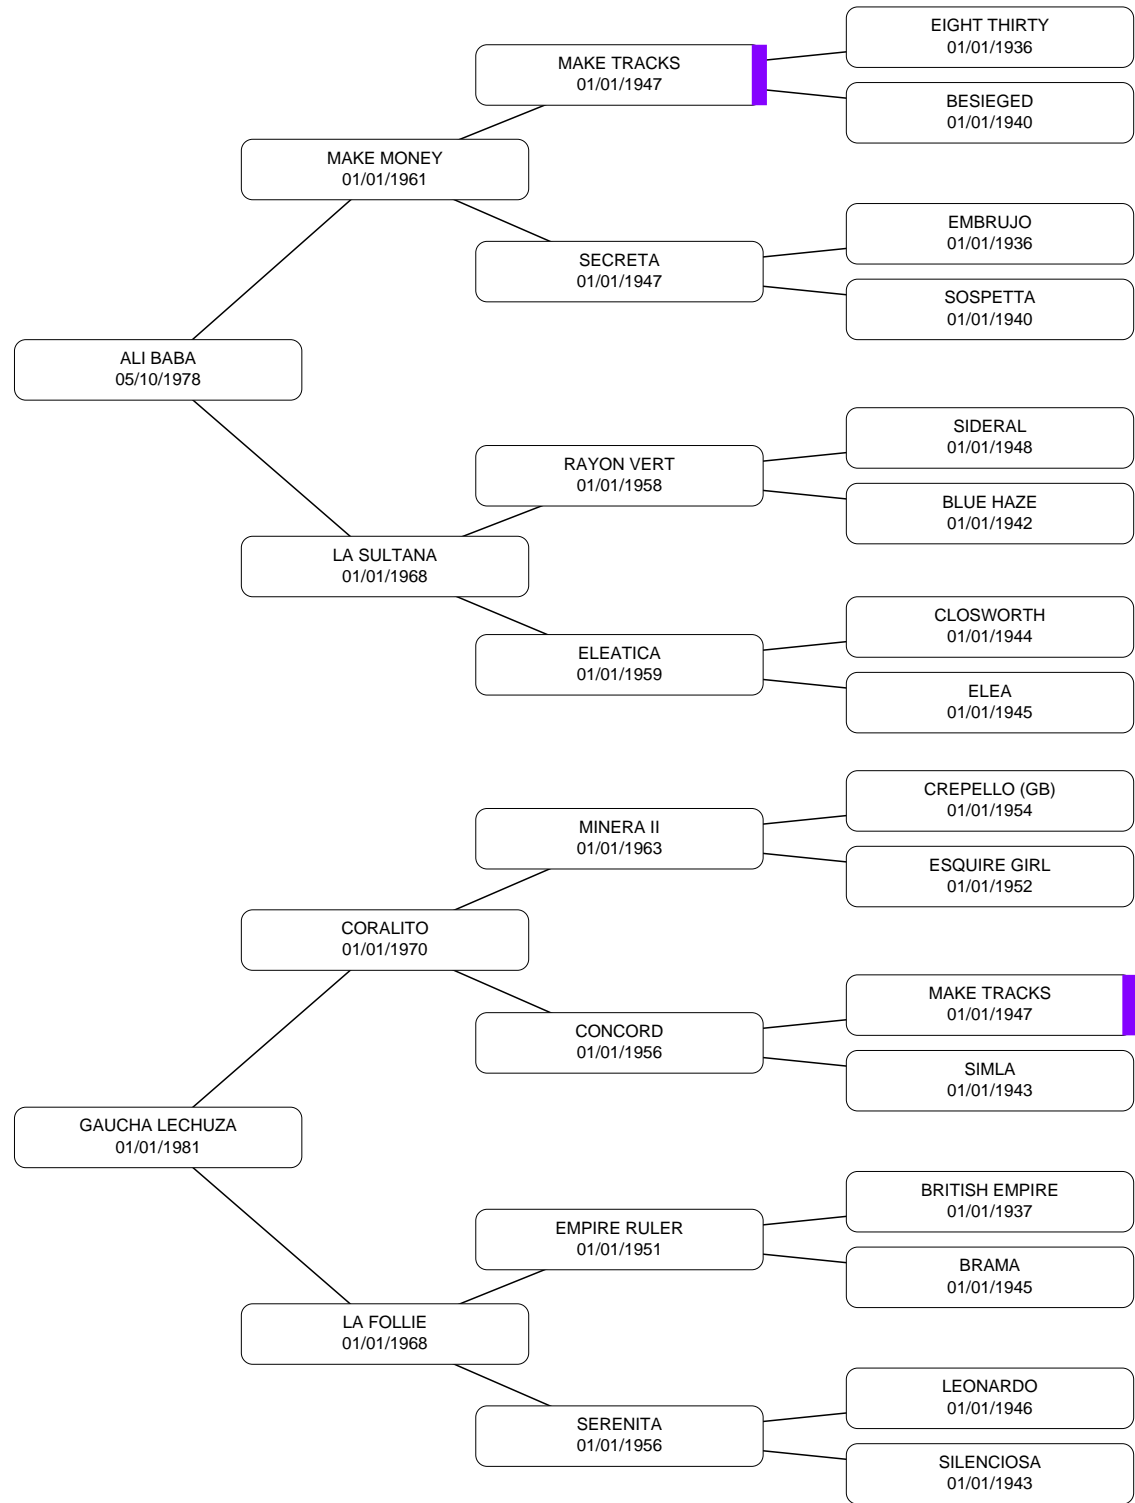 EIGHT THIRTY
01/01/1936
MAKE TRACKS
01/01/1947
BESIEGED
01/01/1940
MAKE MONEY
01/01/1961
EMBRUJO
01/01/1936
SECRETA
01/01/1947
SOSPETTA
01/01/1940
ALI BABA
05/10/1978
SIDERAL
01/01/1948
RAYON VERT
01/01/1958
BLUE HAZE
01/01/1942
LA SULTANA
01/01/1968
CLOSWORTH
01/01/1944
ELEATICA
01/01/1959
ELEA
01/01/1945
CREPELLO (GB)
01/01/1954
MINERA II
01/01/1963
ESQUIRE GIRL
01/01/1952
CORALITO
01/01/1970
MAKE TRACKS
01/01/1947
CONCORD
01/01/1956
SIMLA
01/01/1943
GAUCHA LECHUZA
01/01/1981
BRITISH EMPIRE
01/01/1937
EMPIRE RULER
01/01/1951
BRAMA
01/01/1945
LA FOLLIE
01/01/1968
LEONARDO
01/01/1946
SERENITA
01/01/1956
SILENCIOSA
01/01/1943